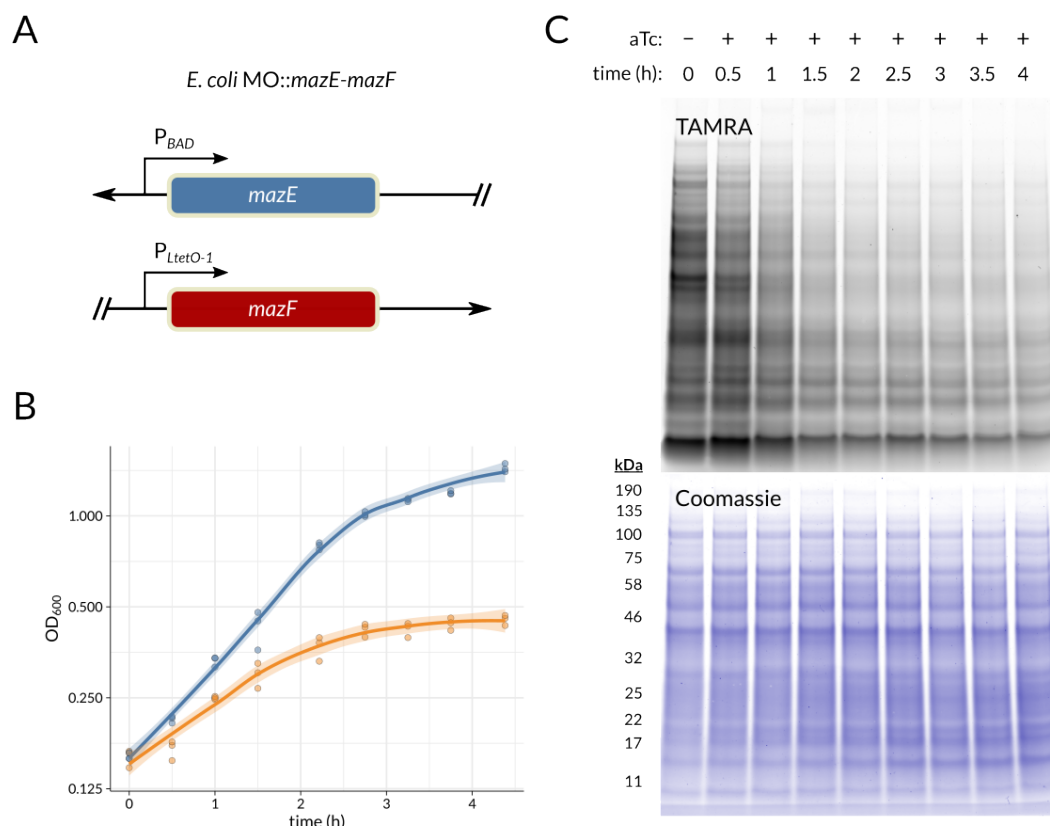 A
E. coli MO::mazE-mazF
P_BAD
mazE
P_LtetO-1
mazF
B
OD600
1.000
0.500
0.250
0.125
0 1 2 3 4
time (h)
C
aTc: − + + + + + + + +
time (h): 0 0.5 1 1.5 2 2.5 3 3.5 4
TAMRA
kDa
Coomassie
190
135
100
75
58
46
32
25
22
17
11